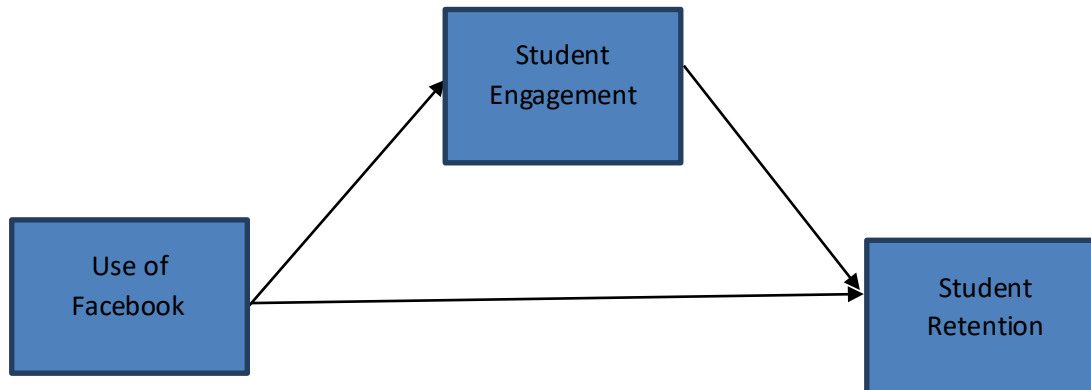 Student
Engagement
Use of
Facebook
Student
Retention